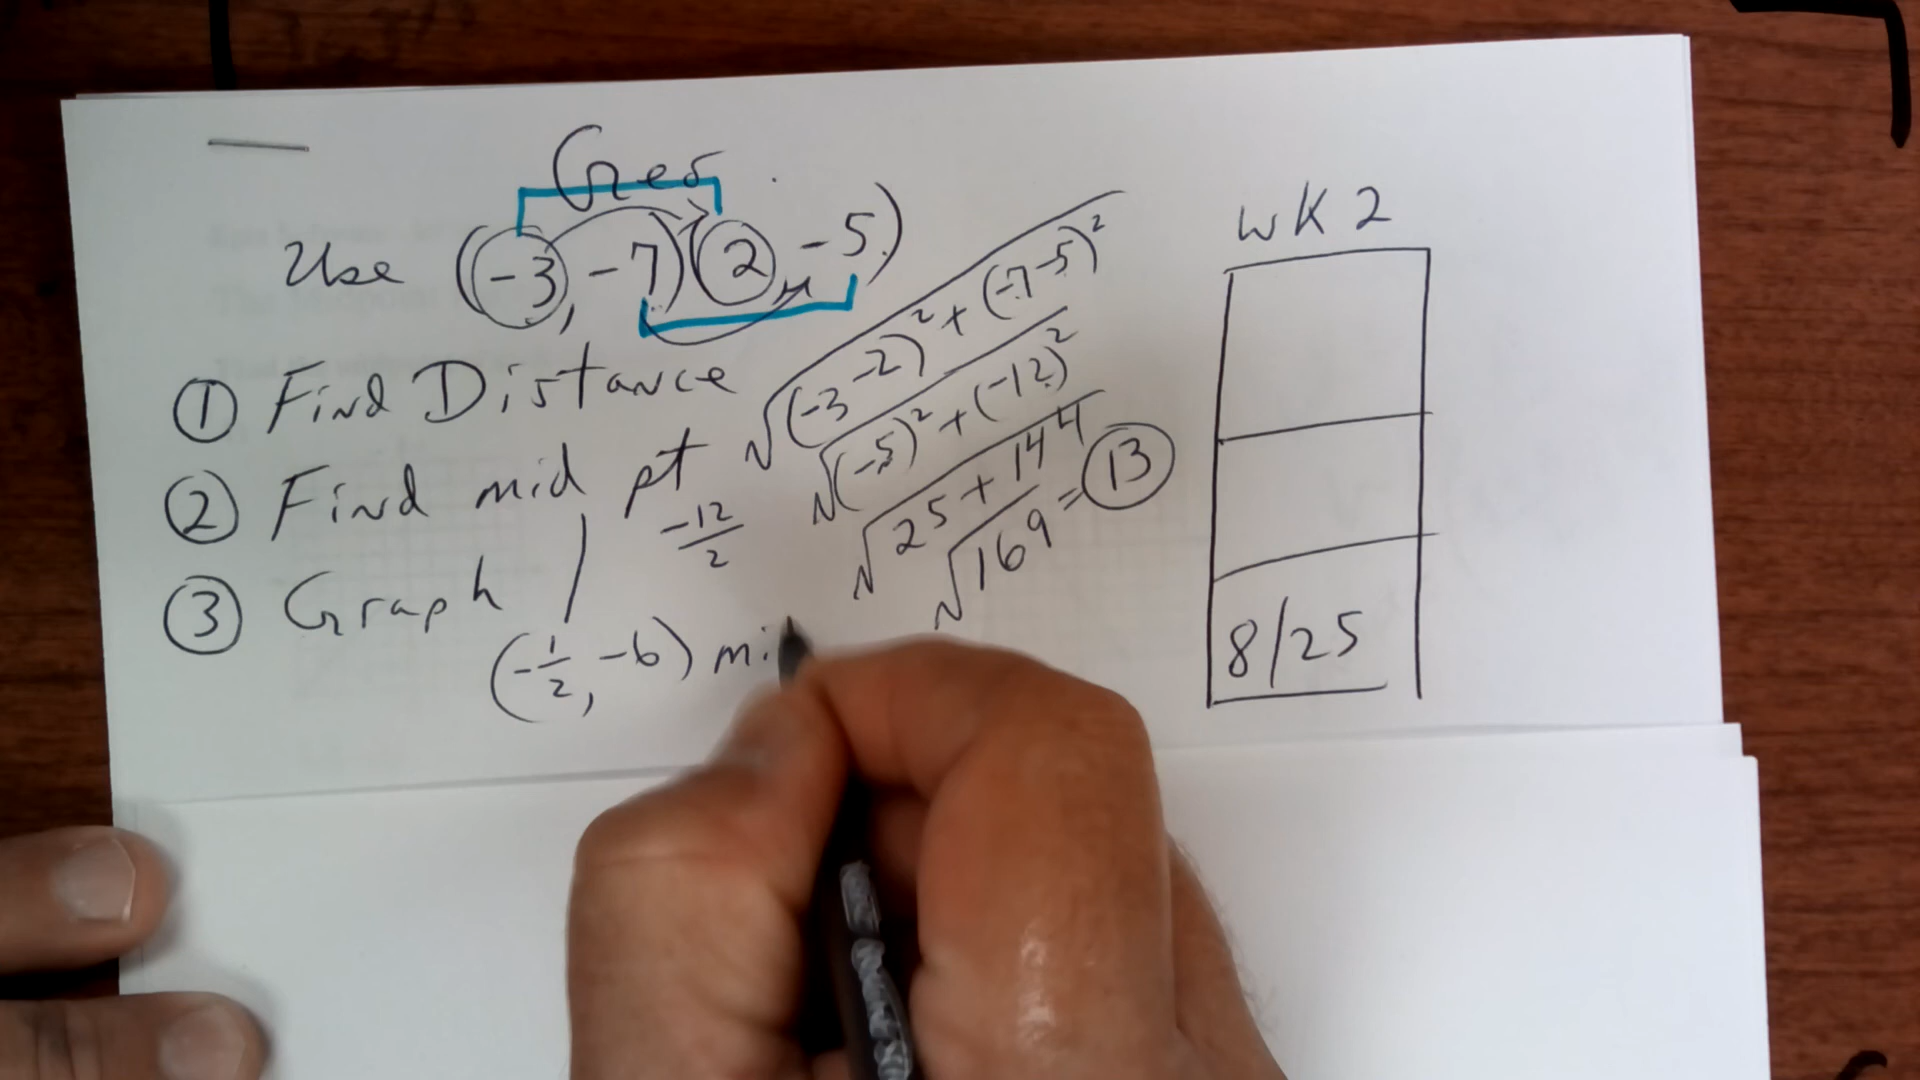 Geo.
Use (-3, -7) (2, -5)
① Find Distance
② Find mid pt
③ Graph
√(-3-2)² + (-7-5)²
√(-5)² + (-12)²
√25 + 144
√169 = 13
-12/2
(-1/2, -6) mi
WK 2
8/25